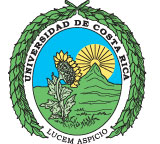 UNIVERSIDAD DE COSTA RICA
LUCEM ASPICIO